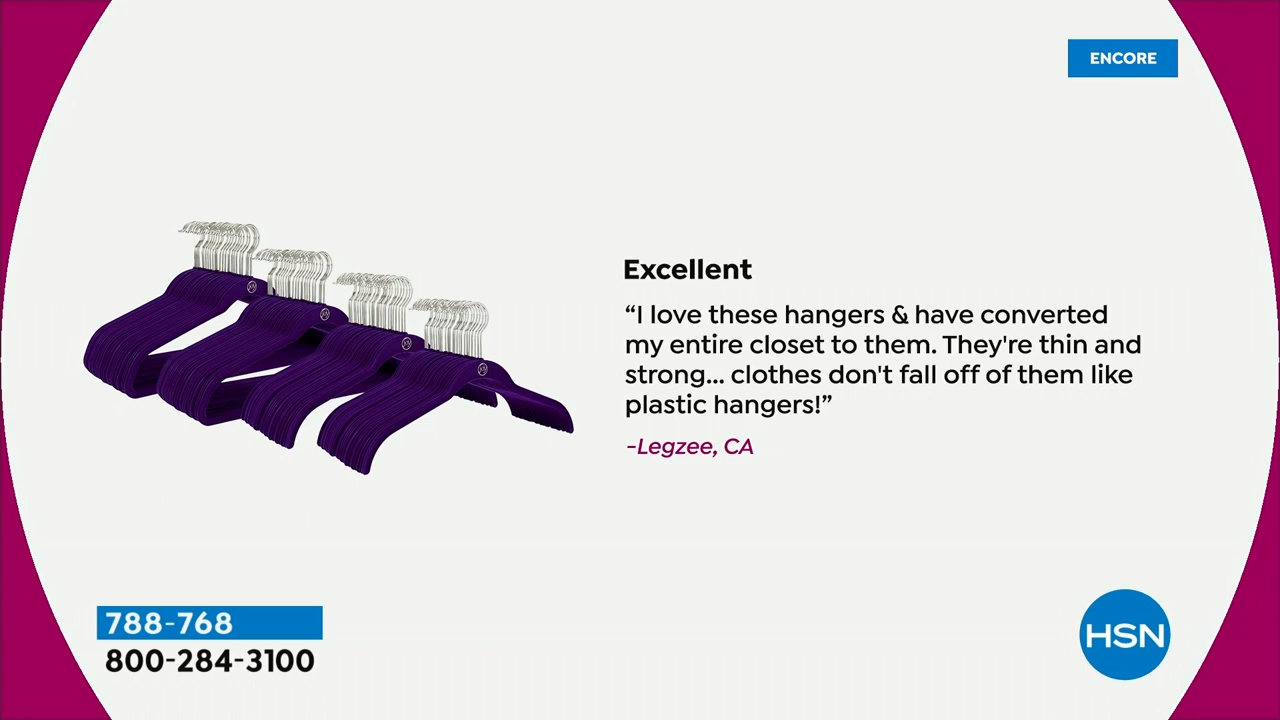 ENCORE
Excellent
“I love these hangers & have converted
my entire closet to them. They're thin and
strong... clothes don't fall off of them like
plastic hangers!”
-Legzee, CA
788-768
800-284-3100
HSN